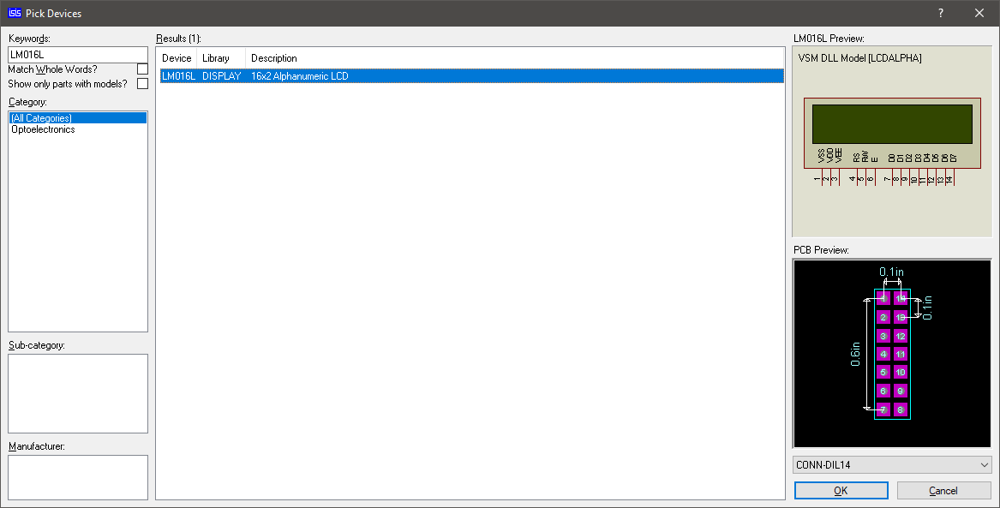 isis Pick Devices ?
Keywords:
LM016L
Match Whole Words?
Show only parts with models?
Category:
(All Categories)
Optoelectronics
Sub-category:
Manufacturer:
Results (1):
Device Library Description
LM016L DISPLAY 16x2 Alphanumeric LCD
LM016L Preview:
VSM DLL Model [LCDALPHA]
VSS VDD VEE RS RW E D0 D1 D2 D3 D4 D5 D6 D7
1 2 3 4 5 6 7 8 9 10 11 12 13 14
PCB Preview:
0.1in
1 14
0.1in
2 13
3 12
0.6in
4 11
5 10
6 9
7 8
CONN-DIL14
OK Cancel